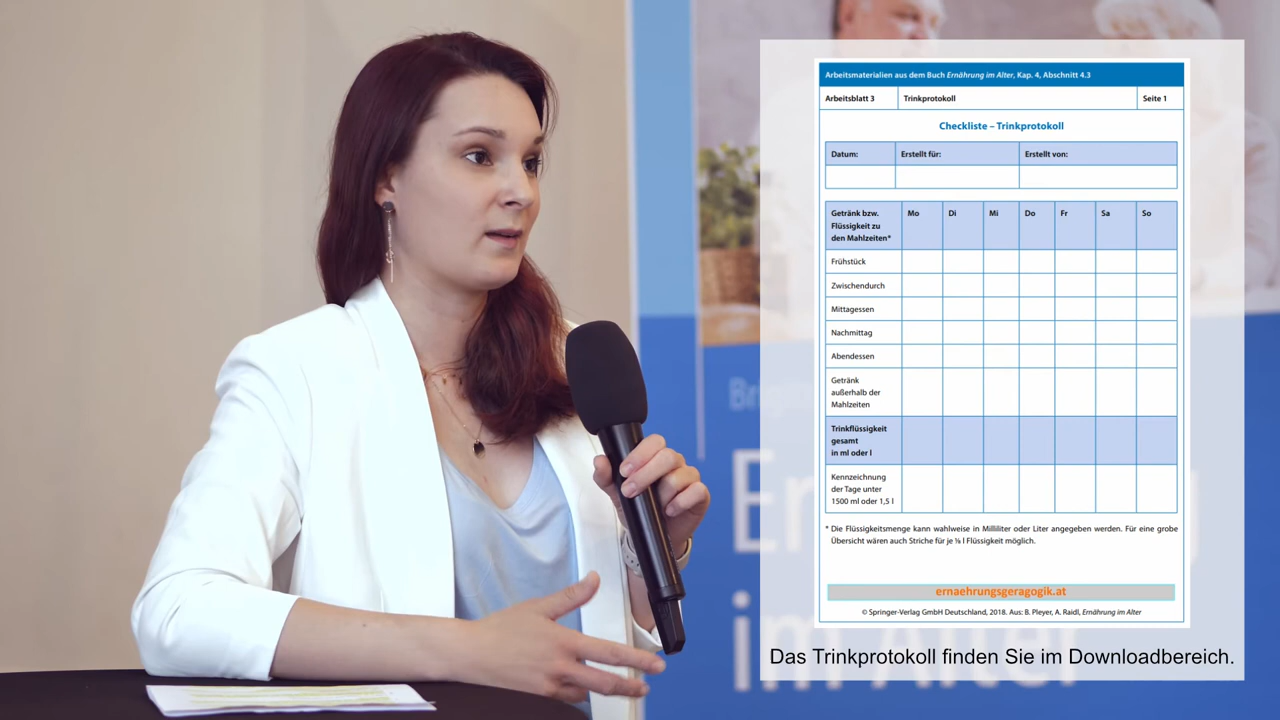 Arbeitsmaterialien aus dem Buch Ernährung im Alter, Kap. 4, Abschnitt 4.3
Arbeitsblatt 3 Trinkprotokoll Seite 1
Checkliste – Trinkprotokoll
Datum: Erstellt für: Erstellt von:
Getränk bzw. Flüssigkeit zu den Mahlzeiten* Mo Di Mi Do Fr Sa So
Frühstück
Zwischendurch
Mittagessen
Nachmittag
Abendessen
Getränk
außerhalb der
Mahlzeiten
Trinkflüssigkeit
gesamt
in ml oder l
Kennzeichnung
der Tage unter
1500 ml oder 1,5 l
* Die Flüssigkeitsmenge kann wahlweise in Milliliter oder Liter angegeben werden. Für eine grobe
Übersicht wären auch Striche für je ⅛ l Flüssigkeit möglich.
ernaehrungsgeragogik.at
© Springer-Verlag GmbH Deutschland, 2018. Aus: B. Pleyer, A. Raidl, Ernährung im Alter
Das Trinkprotokoll finden Sie im Downloadbereich.
im Alter